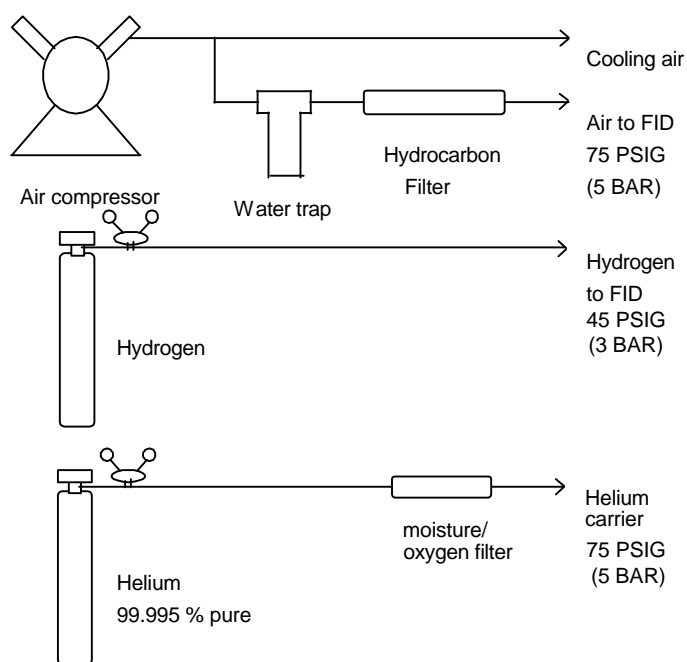 Cooling air
Air to FID
75 PSIG
(5 BAR)
Hydrocarbon
Filter
Air compressor
Water trap
Hydrogen
to FID
45 PSIG
(3 BAR)
Hydrogen
Helium
carrier
75 PSIG
(5 BAR)
moisture/
oxygen filter
Helium
99.995 % pure